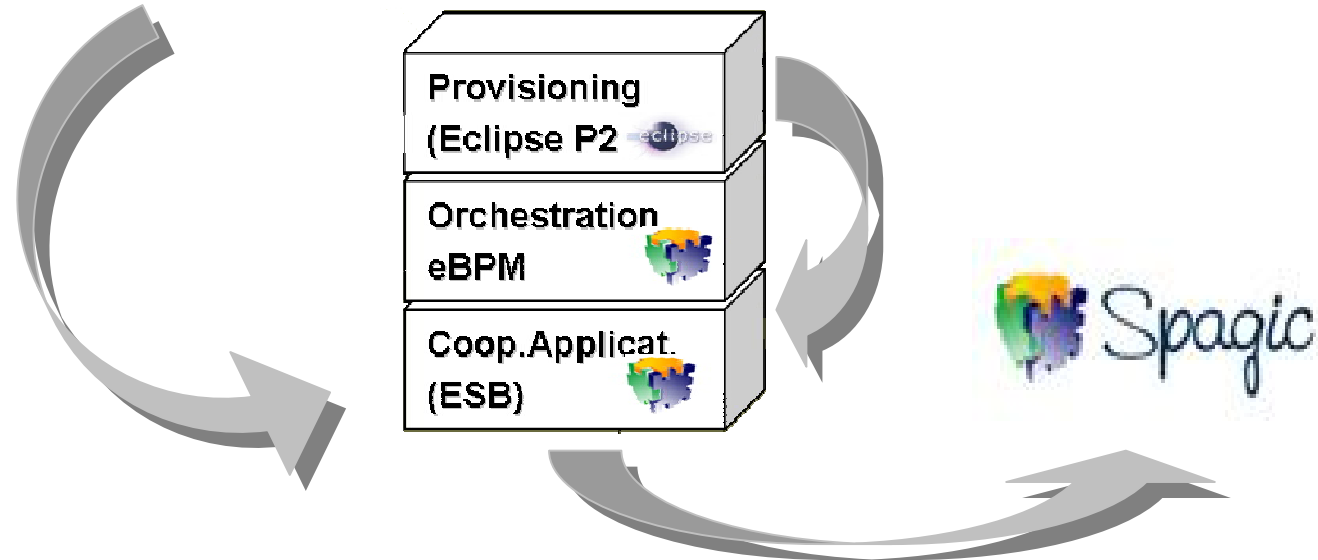 Provisioning
(Eclipse P2 eclipse
Orchestration
eBPM
Coop.Applicat.
(ESB)
Spagic